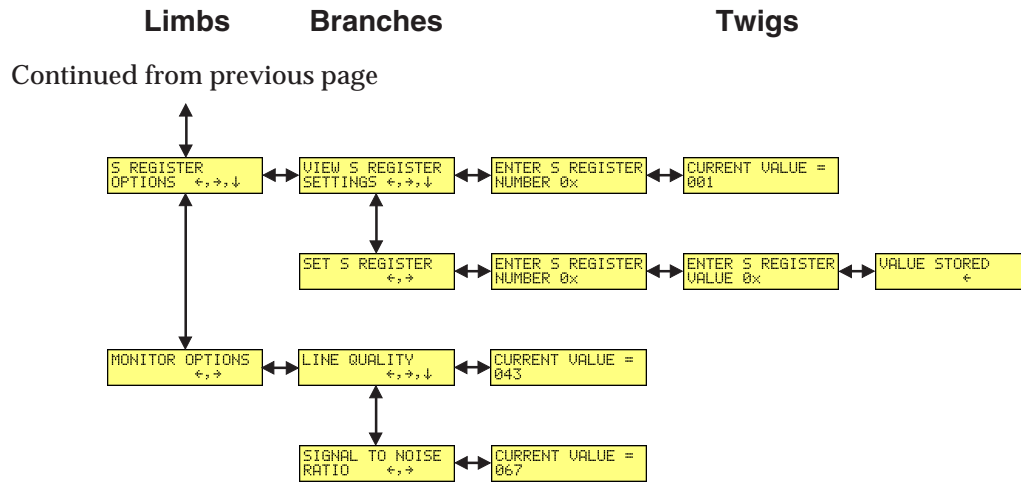 Limbs Branches Twigs
Continued from previous page
S REGISTER
OPTIONS ←,→,↓
VIEW S REGISTER
SETTINGS ←,→,↓
ENTER S REGISTER
NUMBER 0x
CURRENT VALUE =
001
SET S REGISTER
←,→
ENTER S REGISTER
NUMBER 0x
ENTER S REGISTER
VALUE 0x
VALUE STORED
←
MONITOR OPTIONS
←,→
LINE QUALITY
←,→,↓
CURRENT VALUE =
043
SIGNAL TO NOISE
RATIO ←,→
CURRENT VALUE =
067